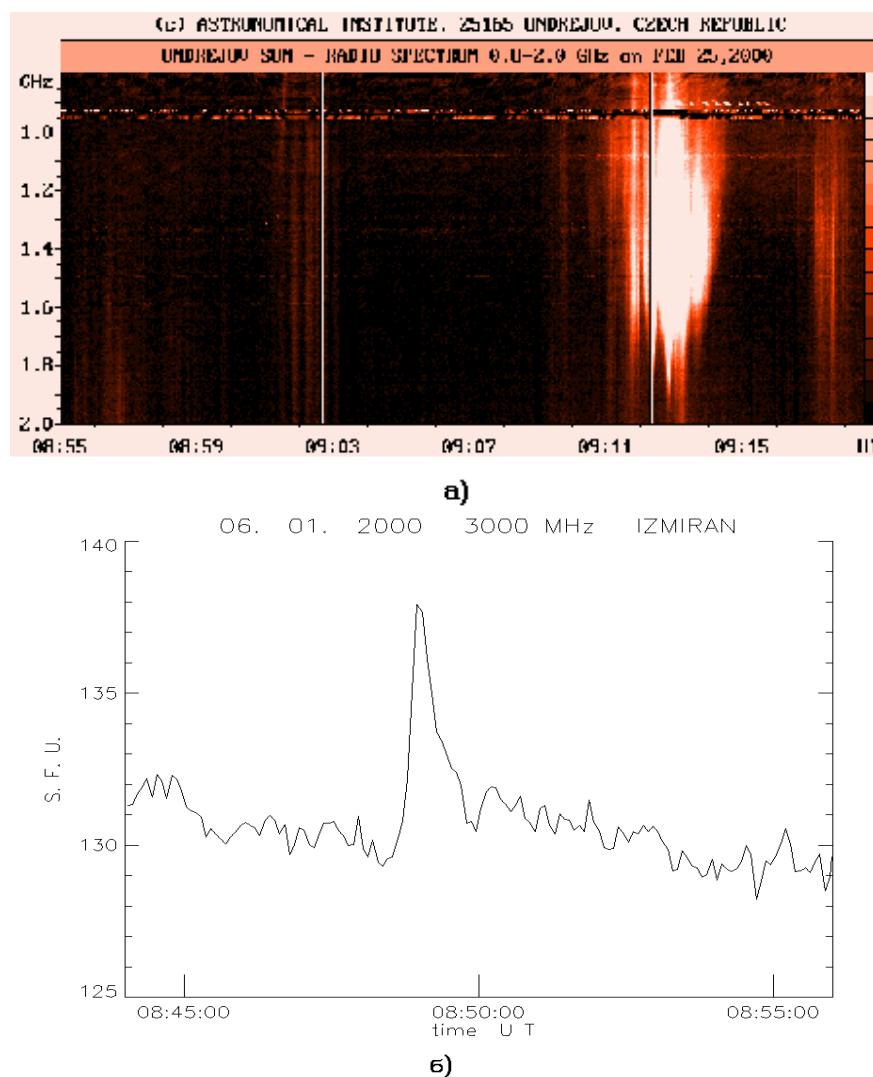 (c) ASTRONOMICAL INSTITUTE, 25165 ONDREJOV, CZECH REPUBLIC
ONDREJOV SUN - RADIO SPECTRUM 0.8-2.0 GHz on FEB 25,2000
GHz
1.0
1.2
1.4
1.6
1.8
2.0
08:55 08:59 09:03 09:07 09:11 09:15 UT
а)
06. 01. 2000 3000 MHz IZMIRAN
140
135
S. F. U.
130
125
08:45:00 08:50:00 08:55:00
time U T
б)